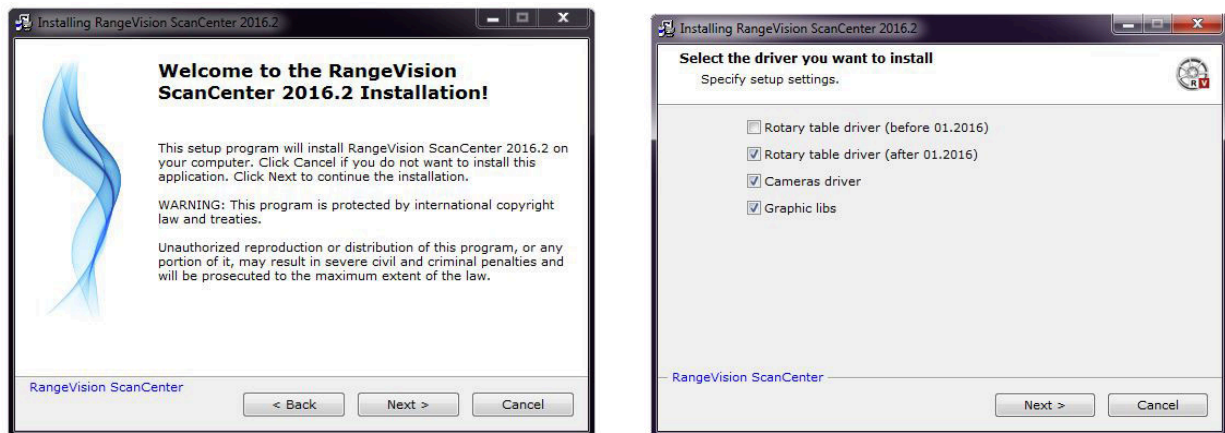 Installing RangeVision ScanCenter 2016.2
Welcome to the RangeVision
ScanCenter 2016.2 Installation!
This setup program will install RangeVision ScanCenter 2016.2 on
your computer. Click Cancel if you do not want to install this
application. Click Next to continue the installation.
WARNING: This program is protected by international copyright
law and treaties.
Unauthorized reproduction or distribution of this program, or any
portion of it, may result in severe civil and criminal penalties and
will be prosecuted to the maximum extent of the law.
RangeVision ScanCenter
< Back
Next >
Cancel
Installing RangeVision ScanCenter 2016.2
Select the driver you want to install
Specify setup settings.
R V
Rotary table driver (before 01.2016)
Rotary table driver (after 01.2016)
Cameras driver
Graphic libs
RangeVision ScanCenter
Next >
Cancel